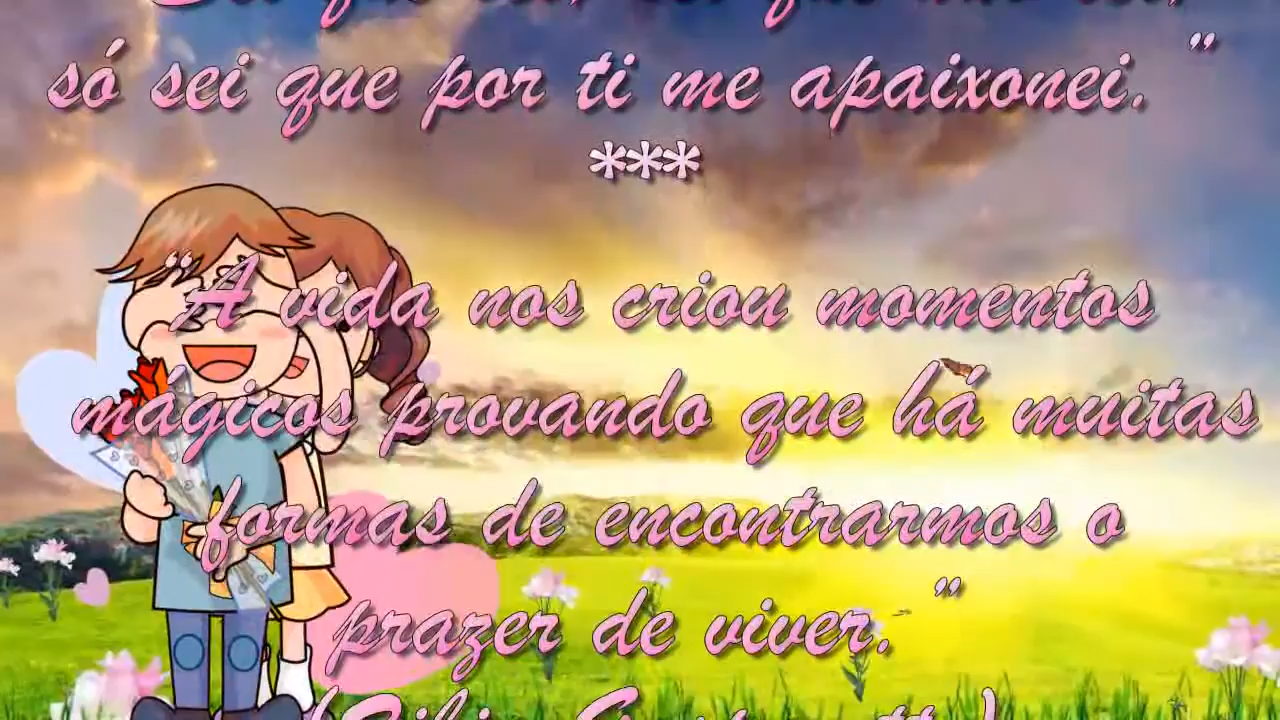 só sei que por ti me apaixonei. "
***
"A vida nos criou momentos
mágicos provando que há muitas
formas de encontrarmos o
prazer de viver. "